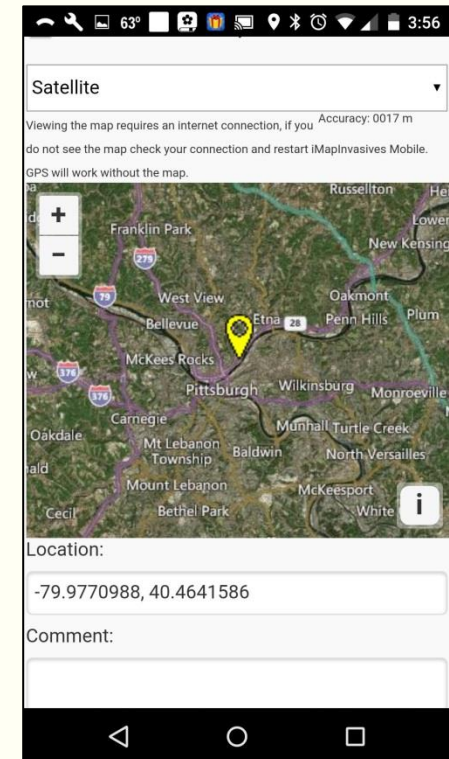 63° 3:56
Satellite
Viewing the map requires an internet connection, if you Accuracy: 0017 m
do not see the map check your connection and restart iMapInvasives Mobile.
GPS will work without the map.
Russellton
+
Franklin Park
Lower
New Kensing
−
279
79
West View
Oakmont
Bellevue
Etna 28 Penn Hills Plum
McKees Rocks
376
376
Pittsburgh Wilkinsburg Monroeville
Carnegie
Munhall Turtle Creek
Oakdale
Mt Lebanon
Township Baldwin North Versailles
Mount Lebanon
McKeesport
Cecil Bethel Park White i
Location:
-79.9770988, 40.4641586
Comment: